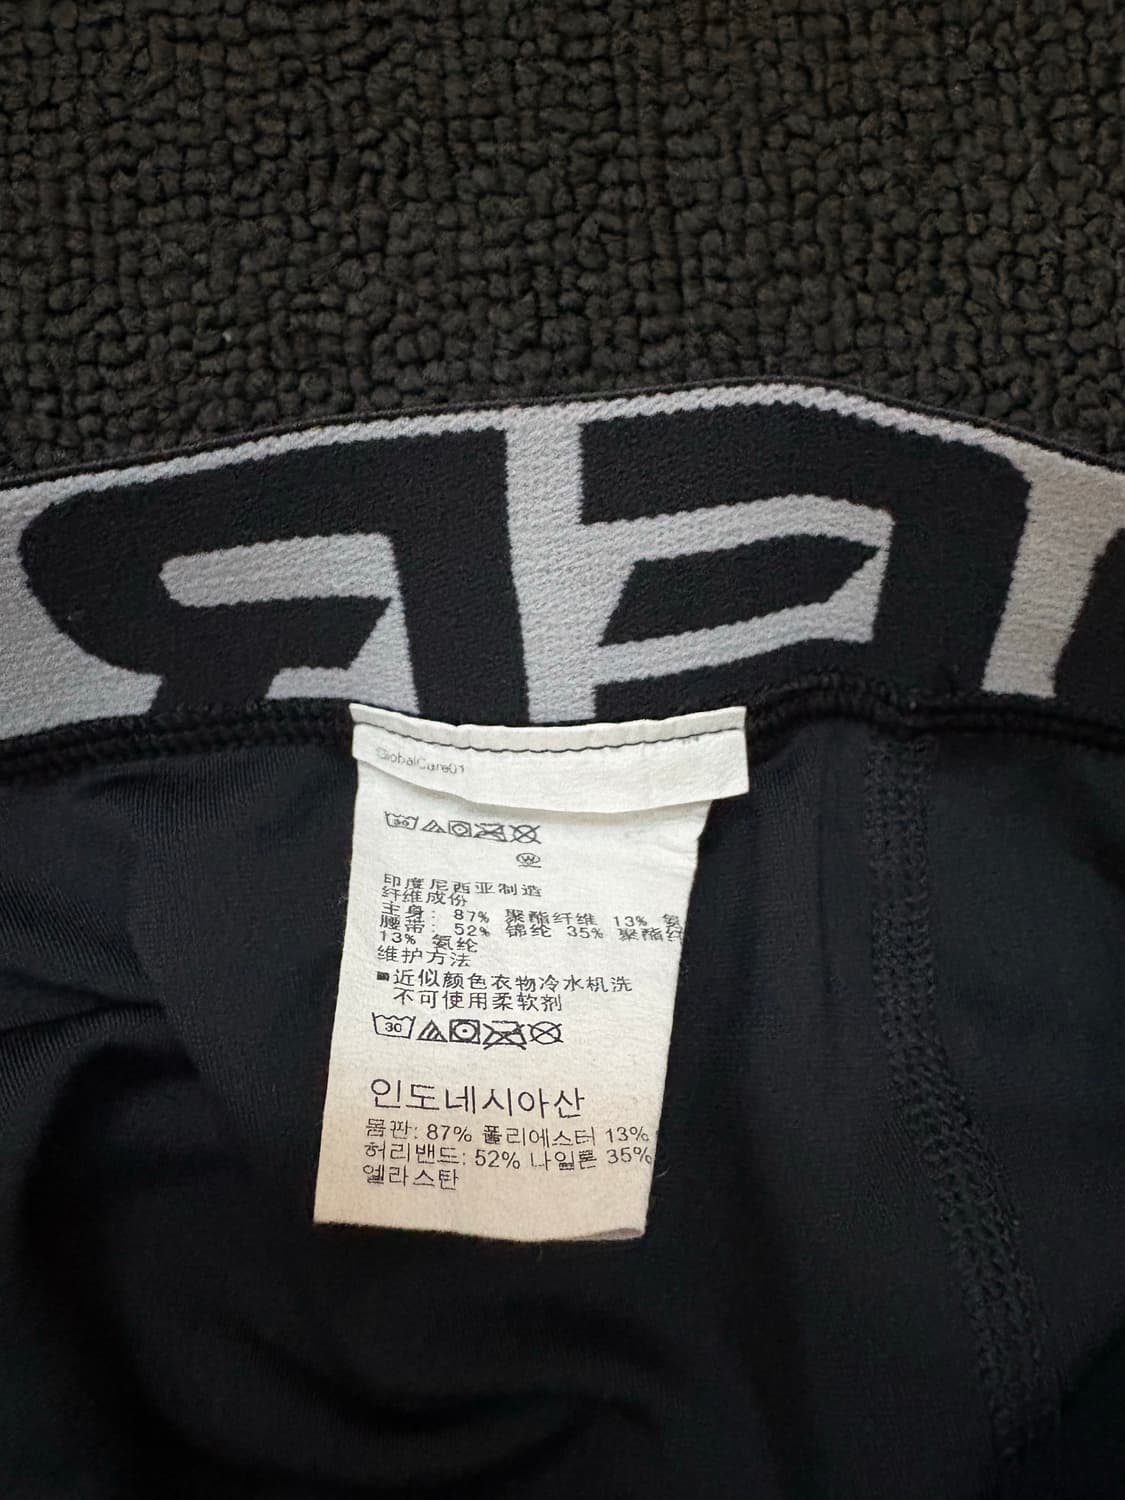 GlobalCare01
30
W
印度尼西亚制造
纤维成份
主身: 87% 聚酯纤维 13% 氨
腰带: 52% 锦纶 35% 聚酯纤
13% 氨纶
维护方法
近似颜色衣物冷水机洗
不可使用柔软剂
30
인도네시아산
몸판: 87% 폴리에스터 13%
허리밴드: 52% 나일론 35%
엘라스탄